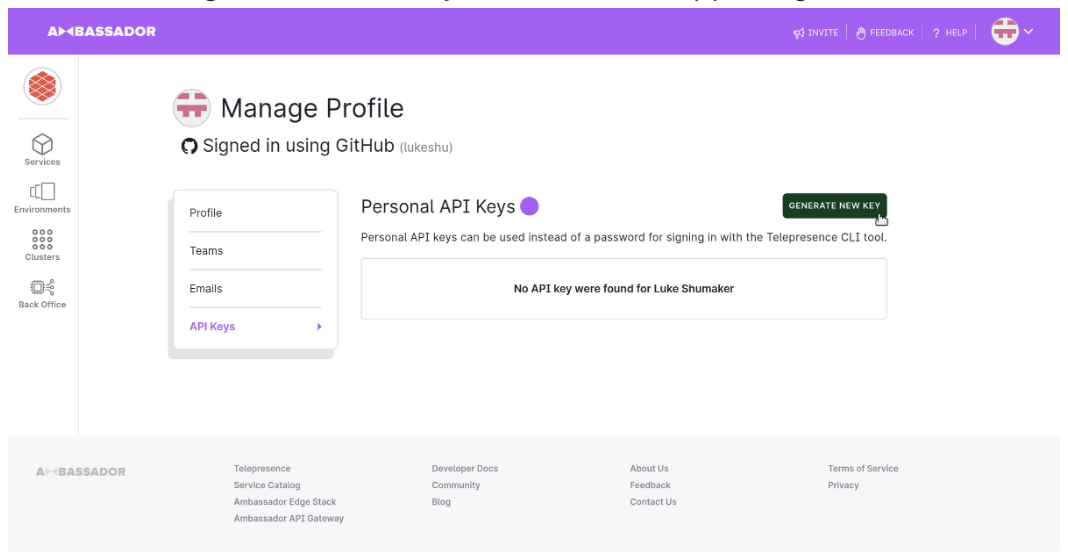 AMBASSADOR
INVITE
FEEDBACK
? HELP
Manage Profile
Signed in using GitHub (lukeshu)
Services
Environments
Clusters
Back Office
Profile
Teams
Emails
API Keys
Personal API Keys
GENERATE NEW KEY
Personal API keys can be used instead of a password for signing in with the Telepresence CLI tool.
No API key were found for Luke Shumaker
AMBASSADOR
Telepresence
Service Catalog
Ambassador Edge Stack
Ambassador API Gateway
Developer Docs
Community
Blog
About Us
Feedback
Contact Us
Terms of Service
Privacy